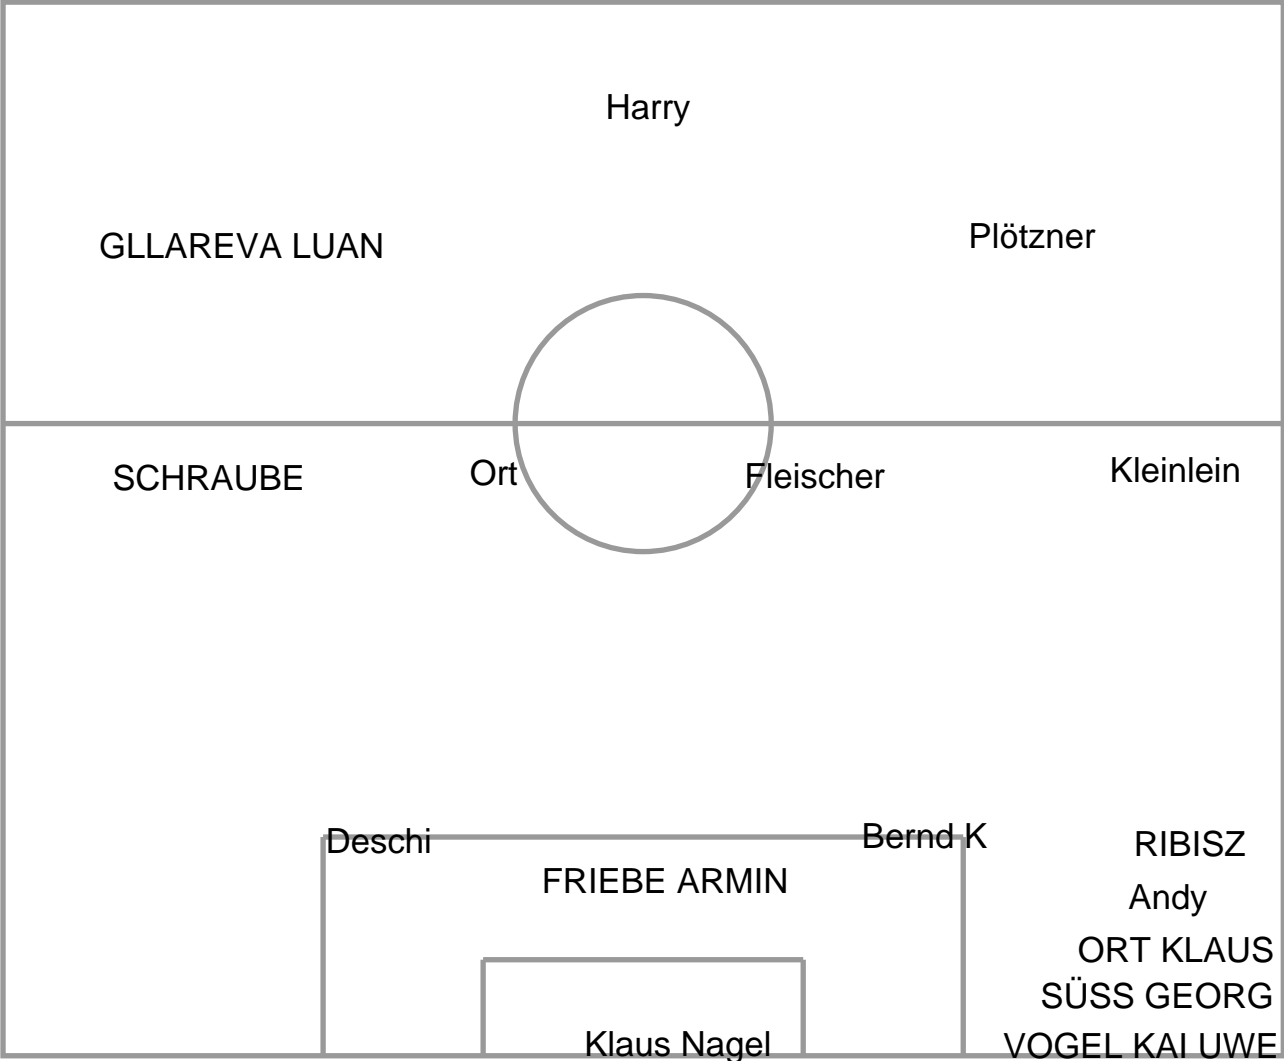 Harry
GLLAREVA LUAN
Plötzner
SCHRAUBE
Ort
Fleischer
Kleinlein
Deschi
Bernd K
RIBISZ
FRIEBE ARMIN
Andy
ORT KLAUS
SÜSS GEORG
Klaus Nagel
VOGEL KAI UWE